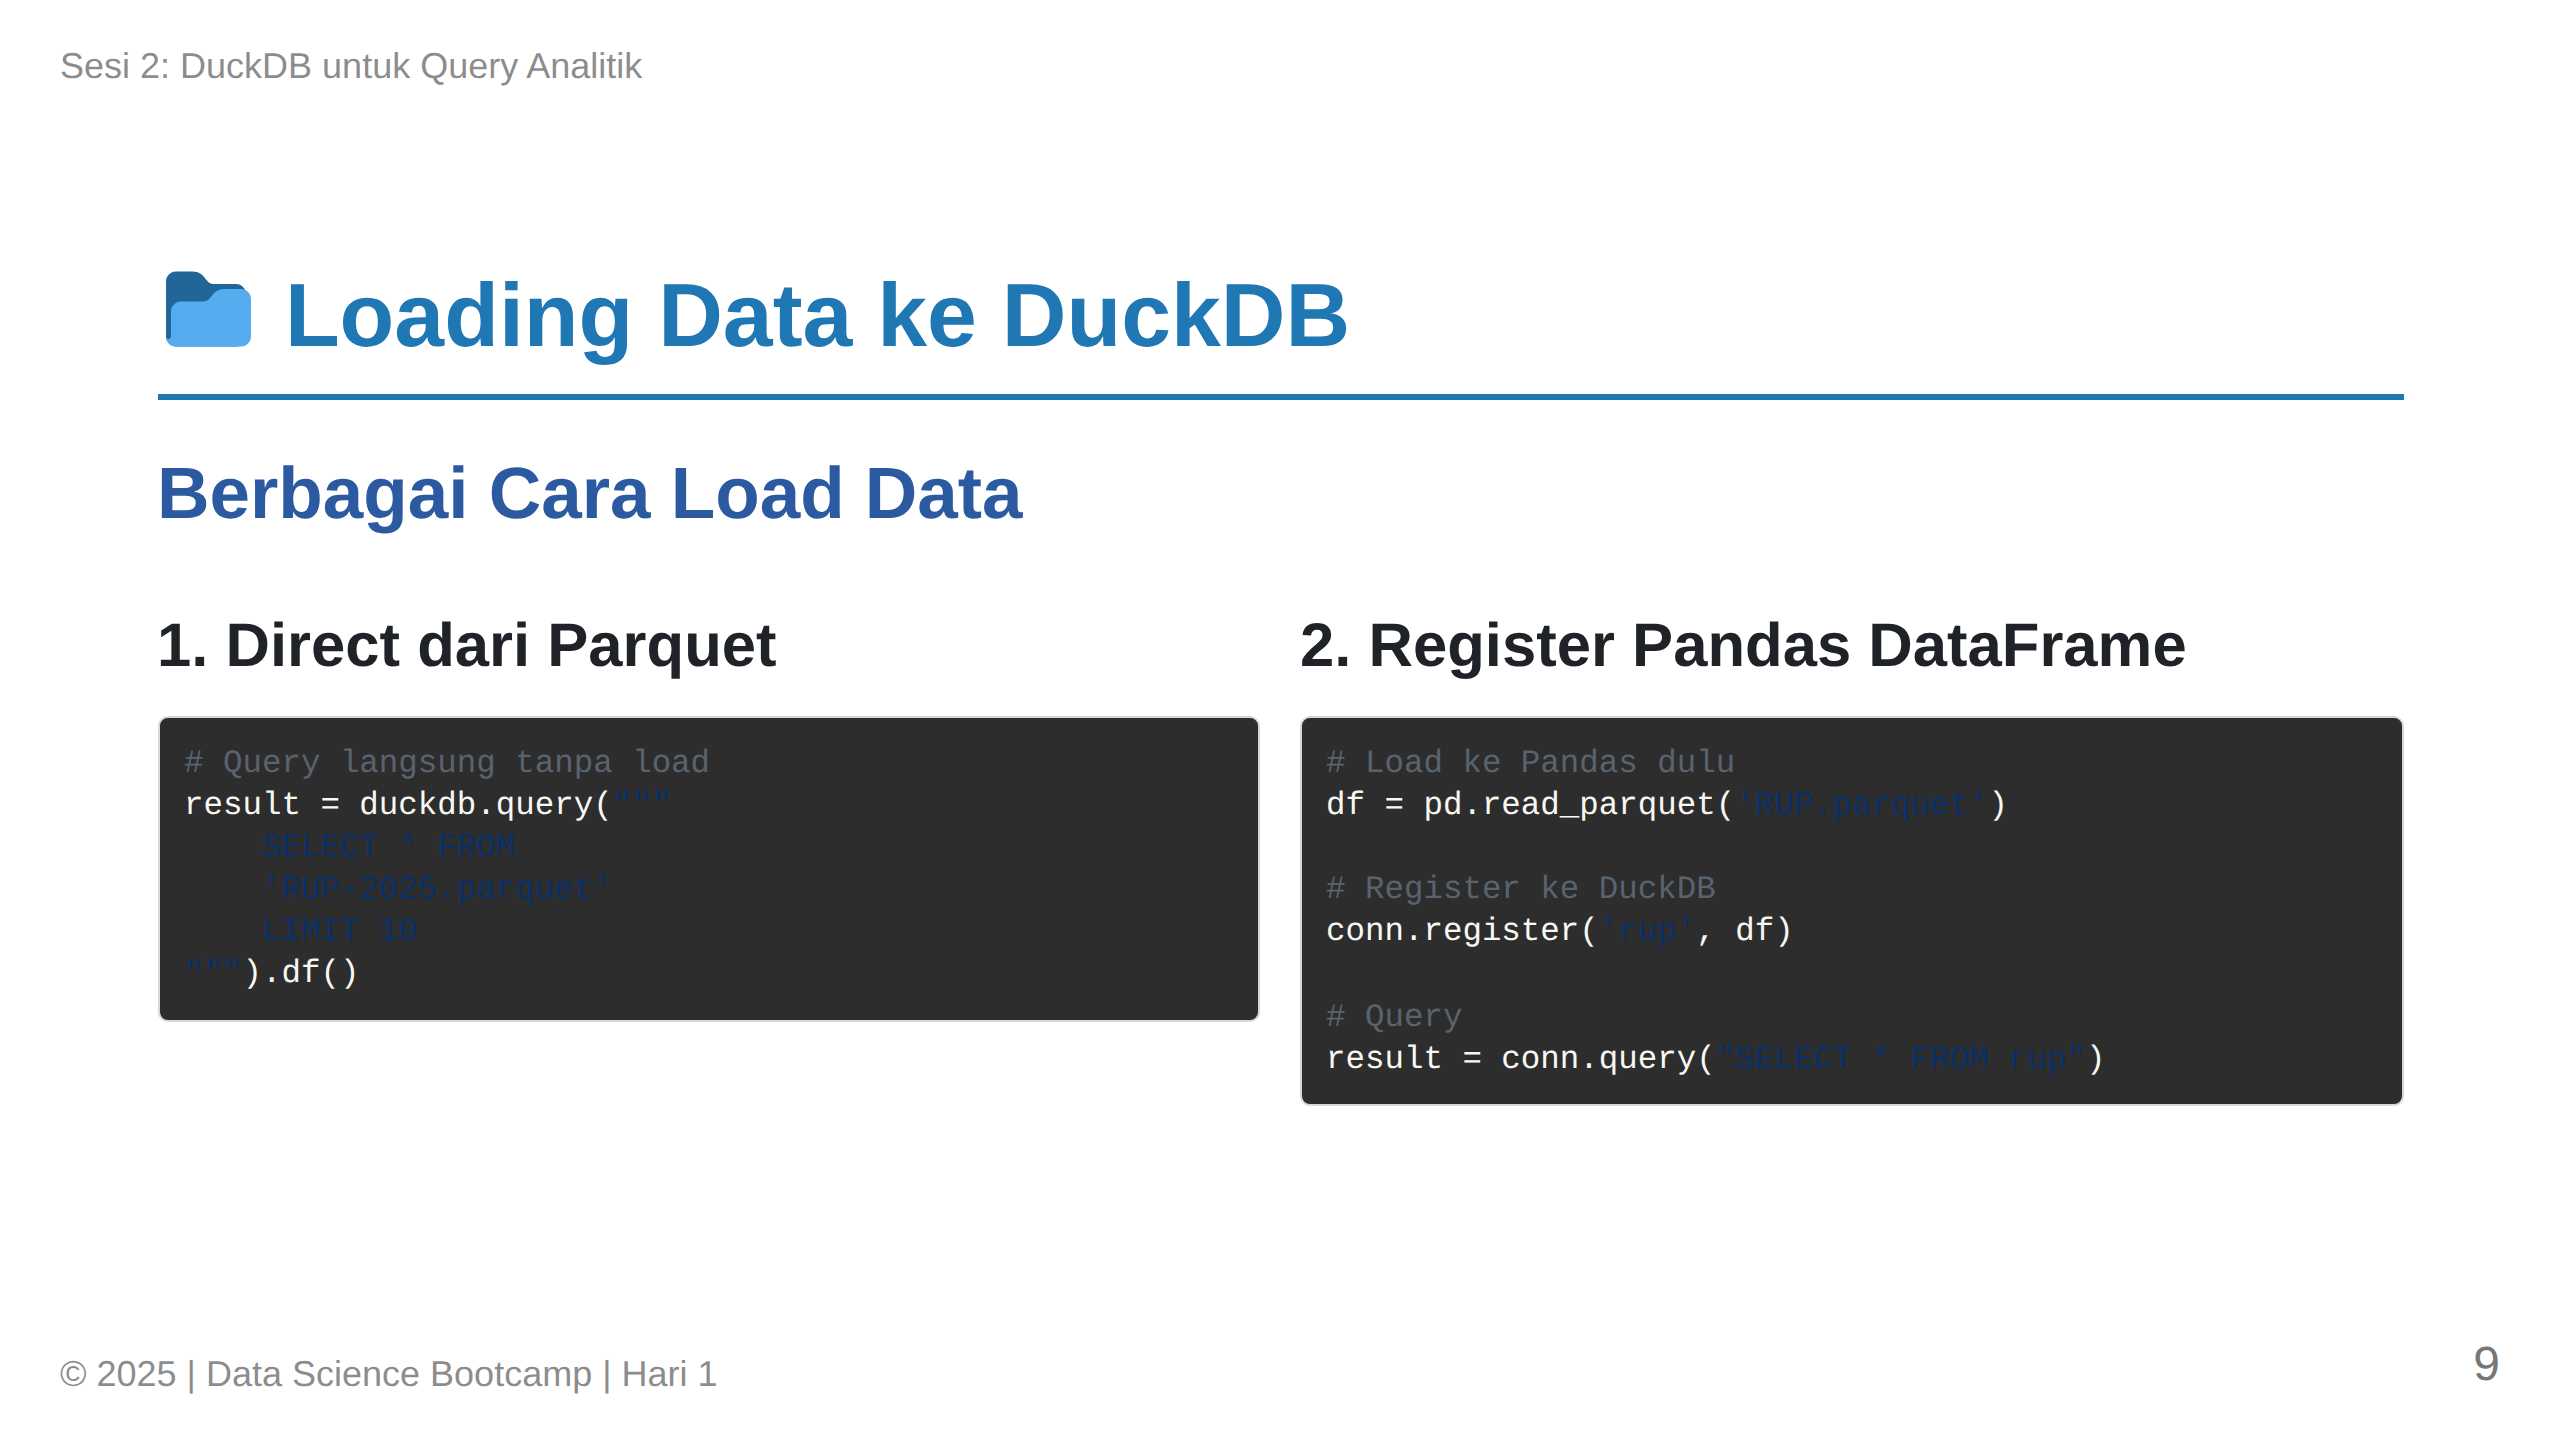 Sesi 2: DuckDB untuk Query Analitik
Loading Data ke DuckDB
Berbagai Cara Load Data
1. Direct dari Parquet
# Query langsung tanpa load
result = duckdb.query("""
    SELECT * FROM
    'RUP-2025.parquet'
    LIMIT 10
""").df()
2. Register Pandas DataFrame
# Load ke Pandas dulu
df = pd.read_parquet('RUP.parquet')
# Register ke DuckDB
conn.register('rup', df)
# Query
result = conn.query("SELECT * FROM rup")
© 2025 | Data Science Bootcamp | Hari 1
9